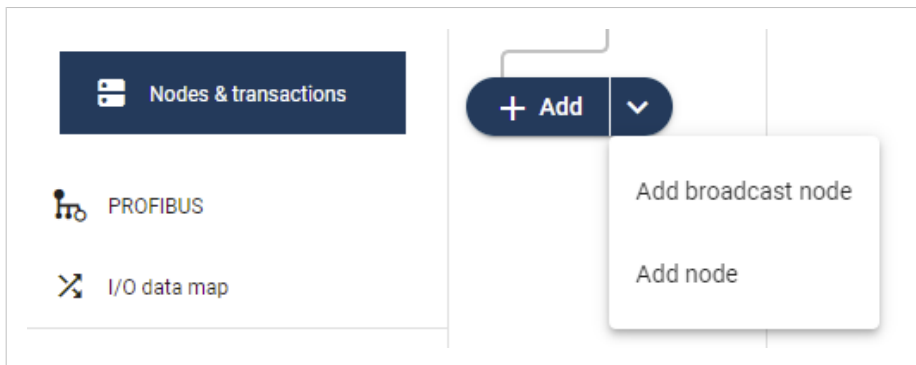 Nodes & transactions
PROFIBUS
I/O data map
Add
Add broadcast node
Add node